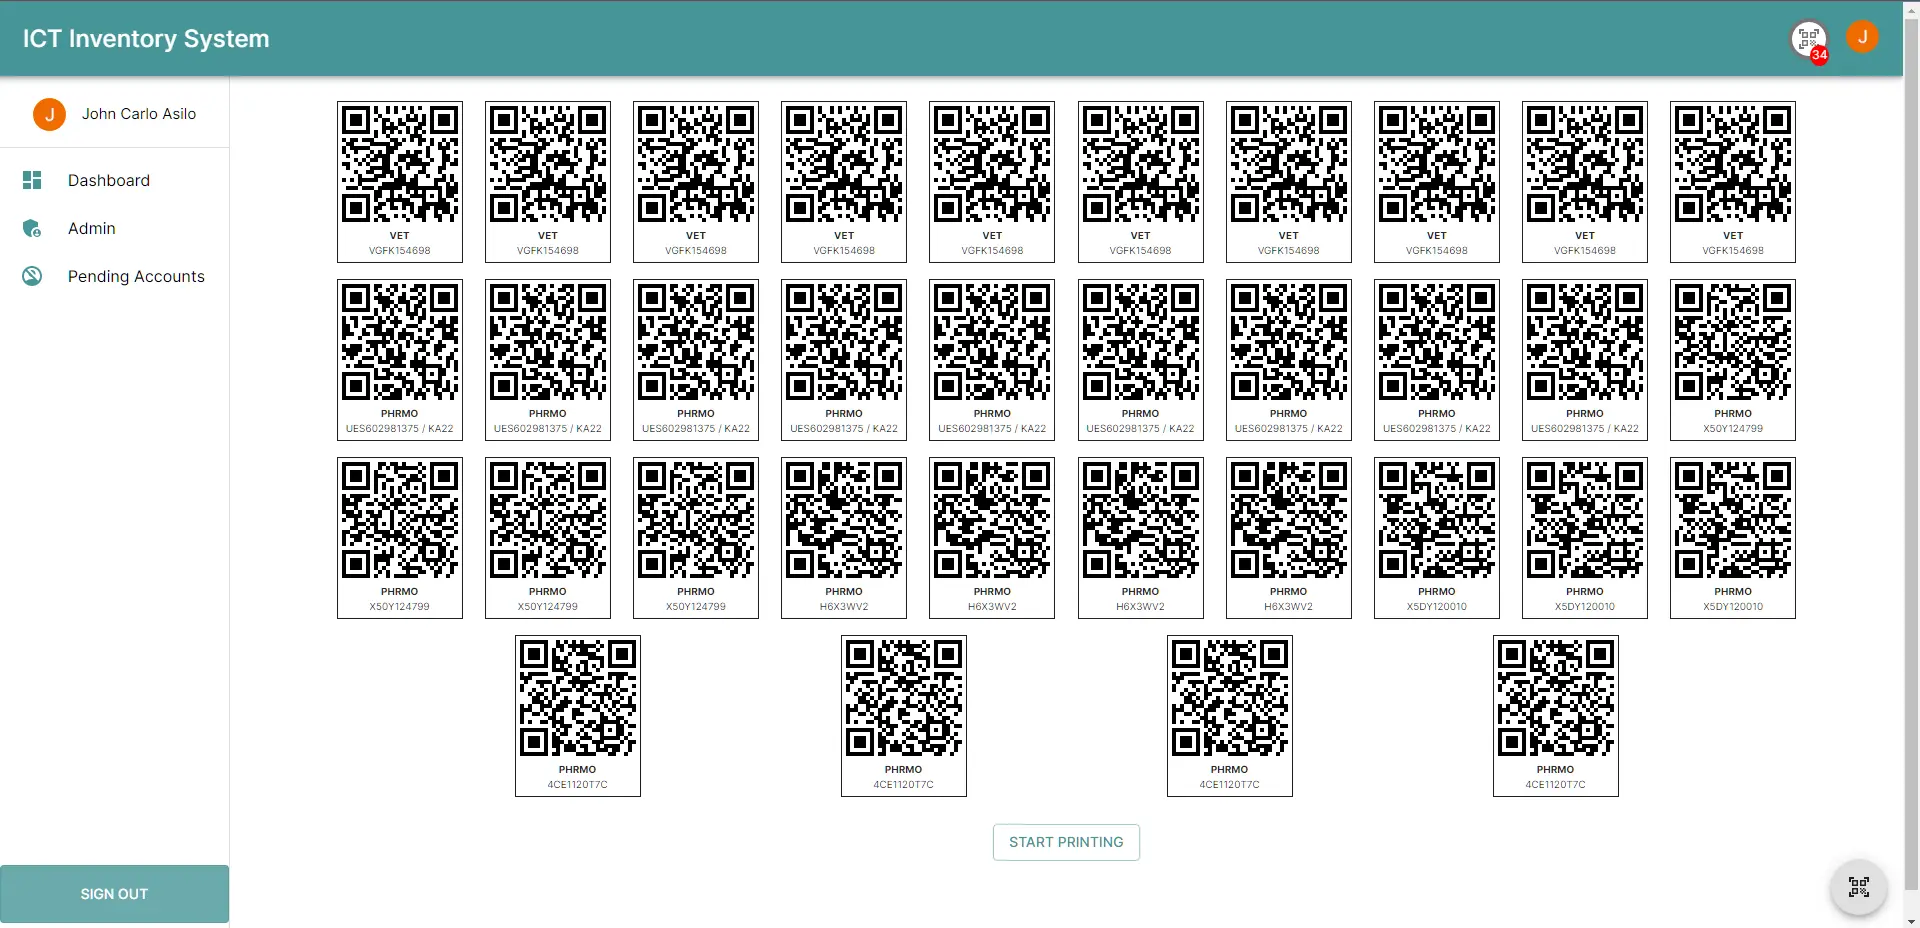 ICT Inventory System
34
J
J
John Carlo Asilo
Dashboard
Admin
Pending Accounts
SIGN OUT
VET VET VET VET VET VET VET VET VET VET
VGFK154698 VGFK154698 VGFK154698 VGFK154698 VGFK154698 VGFK154698 VGFK154698 VGFK154698 VGFK154698 VGFK154698
PHRMO PHRMO PHRMO PHRMO PHRMO PHRMO PHRMO PHRMO PHRMO PHRMO
UES602981375 / KA22 UES602981375 / KA22 UES602981375 / KA22 UES602981375 / KA22 UES602981375 / KA22 UES602981375 / KA22 UES602981375 / KA22 UES602981375 / KA22 UES602981375 / KA22 X50Y124799
PHRMO PHRMO PHRMO PHRMO PHRMO PHRMO PHRMO PHRMO PHRMO PHRMO
X50Y124799 X50Y124799 X50Y124799 H6X3WV2 H6X3WV2 H6X3WV2 H6X3WV2 X5DY120010 X5DY120010 X5DY120010
PHRMO PHRMO PHRMO PHRMO
4CE1120T7C 4CE1120T7C 4CE1120T7C 4CE1120T7C
START PRINTING